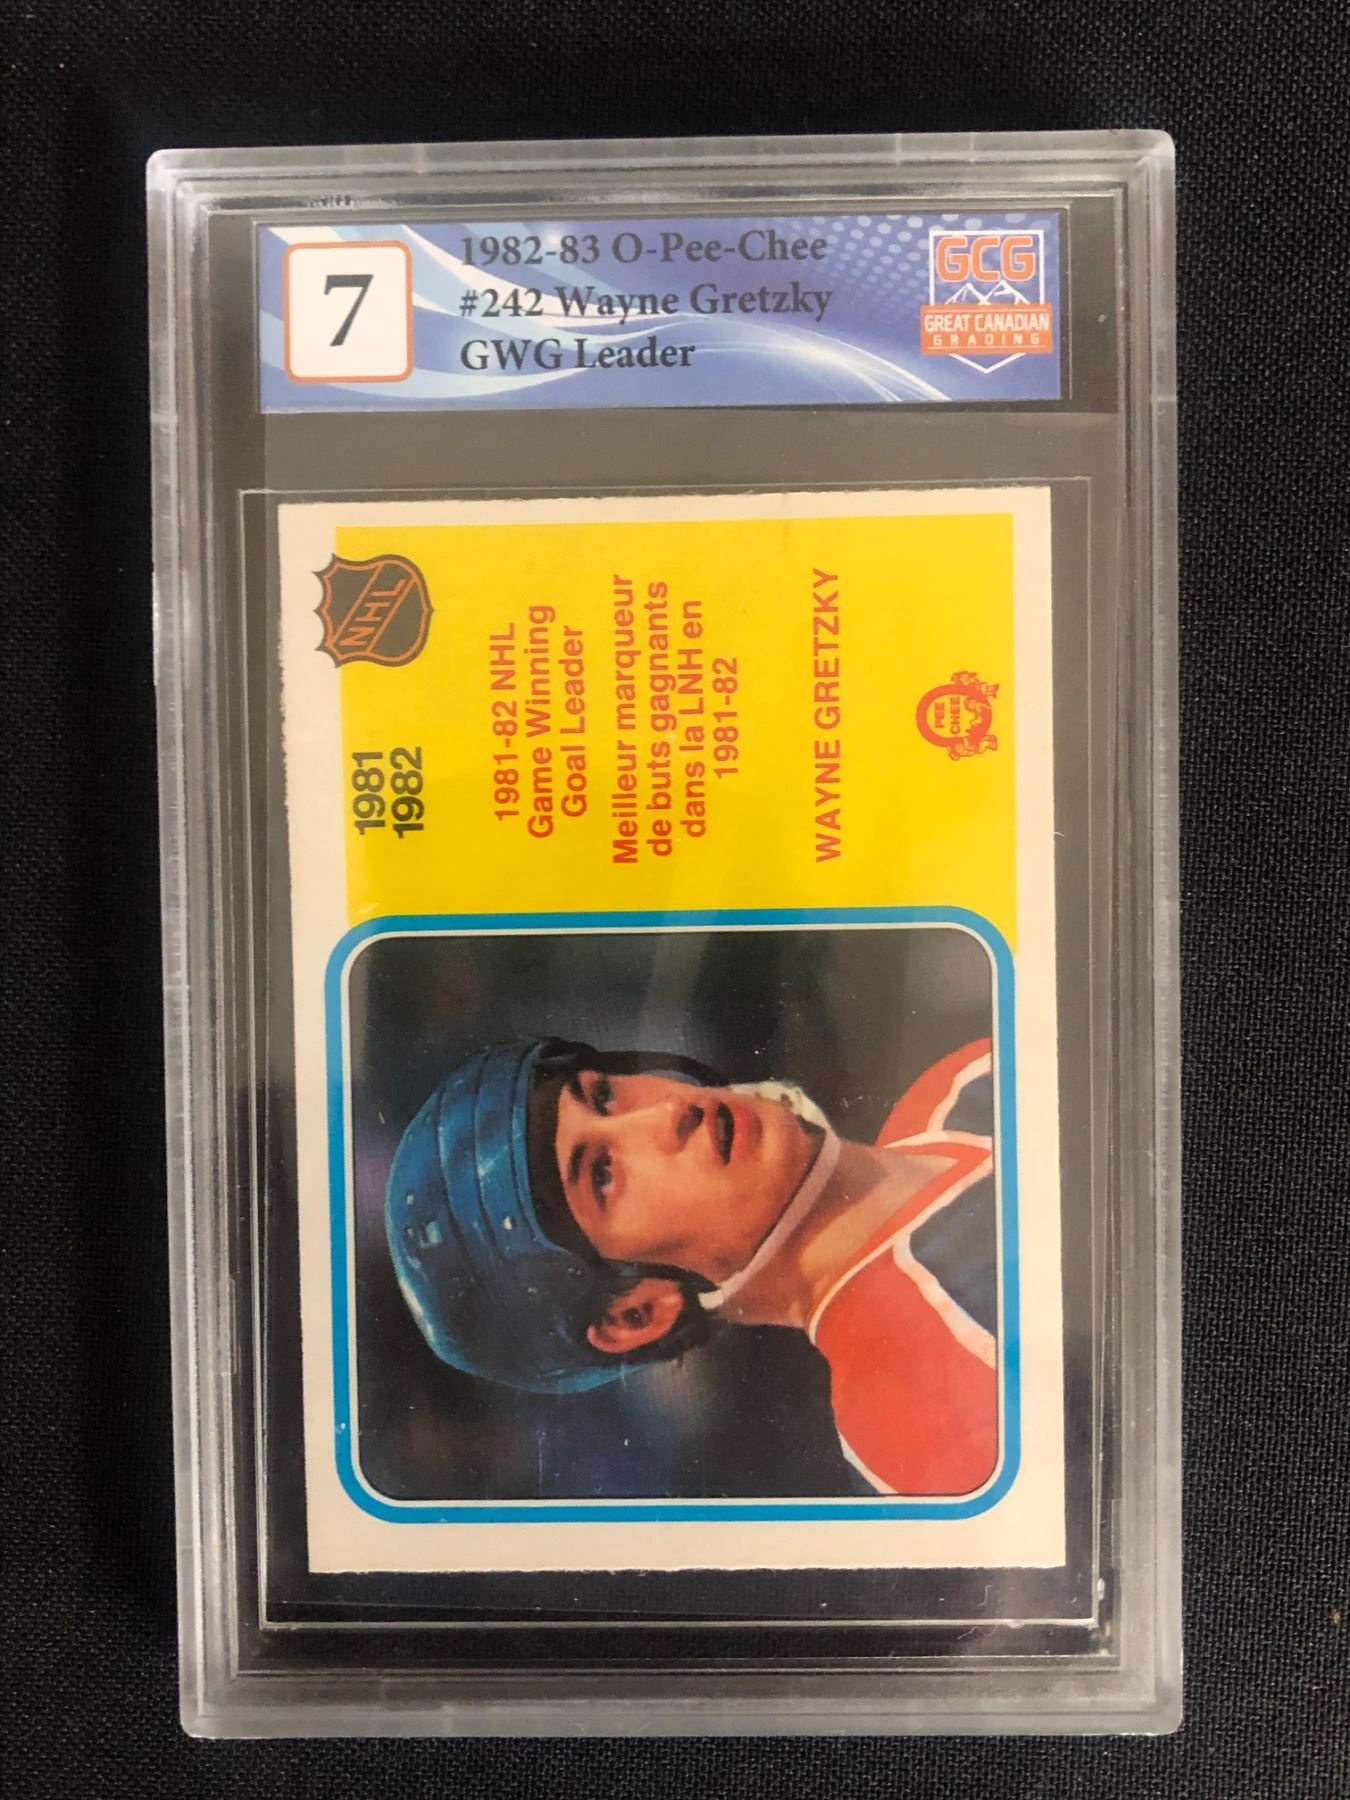 7
1982-83 O-Pee-Chee
#242 Wayne Gretzky
GWG Leader
GCG
GREAT CANADIAN
GRADING
NHL
1981
1982
1981-82 NHL
Game Winning
Goal Leader
Meilleur marqueur
de buts gagnants
dans la LNH en
1981-82
WAYNE GRETZKY
PEE
CHEE